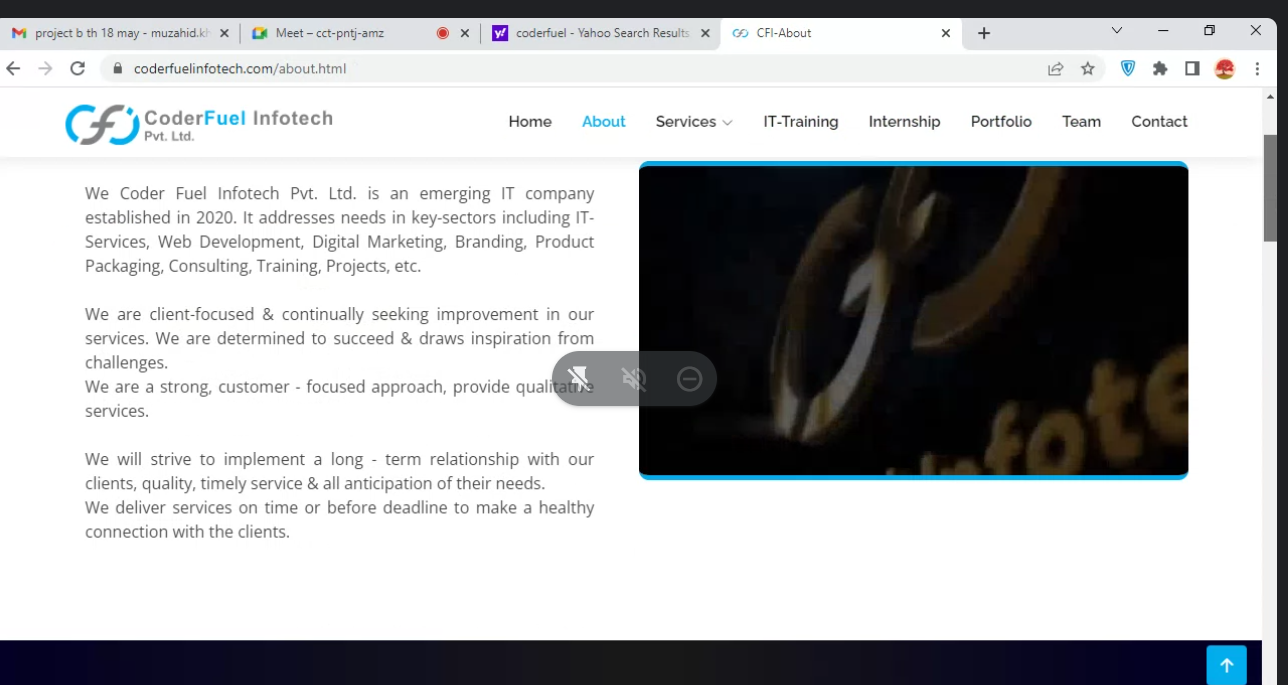 project b th 18 may - muzahid.kh
Meet – cct-pntj-amz
coderfuel - Yahoo Search Results
CFI-About
coderfuelinfotech.com/about.html
CoderFuel Infotech
Pvt. Ltd.
Home About Services IT-Training Internship Portfolio Team Contact
We Coder Fuel Infotech Pvt. Ltd. is an emerging IT company
established in 2020. It addresses needs in key-sectors including IT-
Services, Web Development, Digital Marketing, Branding, Product
Packaging, Consulting, Training, Projects, etc.
We are client-focused & continually seeking improvement in our
services. We are determined to succeed & draws inspiration from
challenges.
We are a strong, customer - focused approach, provide qualitative
services.
We will strive to implement a long - term relationship with our
clients, quality, timely service & all anticipation of their needs.
We deliver services on time or before deadline to make a healthy
connection with the clients.